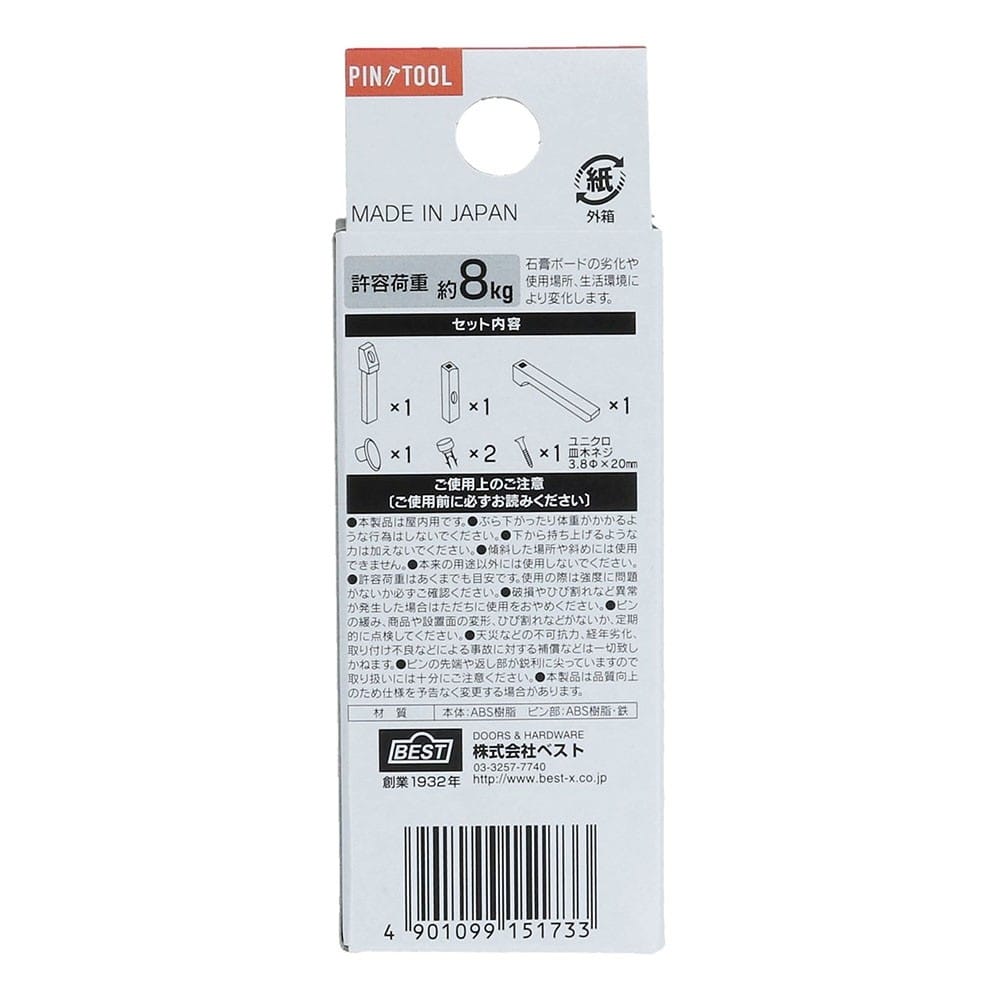 PIN TOOL
紙
外箱
MADE IN JAPAN
許容荷重 約8kg
石膏ボードの劣化や
使用場所、生活環境に
より変化します。
セット内容
×1 ×1 ×1
×1 ×2 ×1 ユニクロ
皿木ネジ
3.8Φ×20mm
ご使用上のご注意
〔ご使用前に必ずお読みください〕
●本製品は屋内用です。●ぶら下がったり体重がかかるよ
うな行為はしないでください。●下から持ち上げるような
力は加えないでください。●傾斜した場所や斜めには使用
できません。●本来の用途以外には使用しないでください。
●許容荷重はあくまでも目安です。使用の際は強度に問題
がないか必ずご確認ください。●破損やひび割れなど異常
が発生した場合はただちに使用をおやめください。●ピン
の緩み、商品や設置面の変形、ひび割れなどがないか、定期
的に点検してください。●天災などの不可抗力、経年劣化、
取り付け不良などによる事故に対する補償などは一切致し
かねます。●ピンの先端や返し部が鋭利に尖っていますので
取り扱いには十分にご注意ください。●本製品は品質向上
のため仕様を予告なく変更する場合があります。
材質 本体:ABS樹脂 ピン部:ABS樹脂・鉄
BEST
創業1932年
DOORS & HARDWARE
株式会社ベスト
03-3257-7740
http://www.best-x.co.jp
4 901099 151733